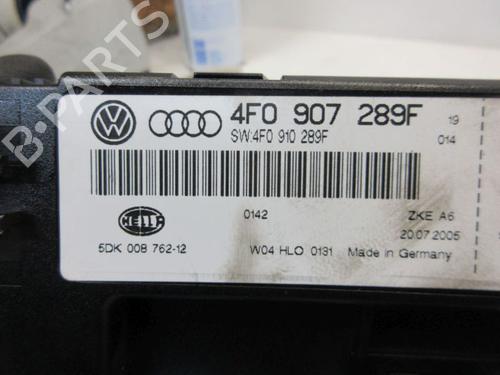 4F0 907 289F 19
SW:4F0 910 289F 014
0142 ZKE A6
HELLA 20.07.2005
5DK 008 762-12 W04 HLO 0131 Made in Germany
B-PARTS